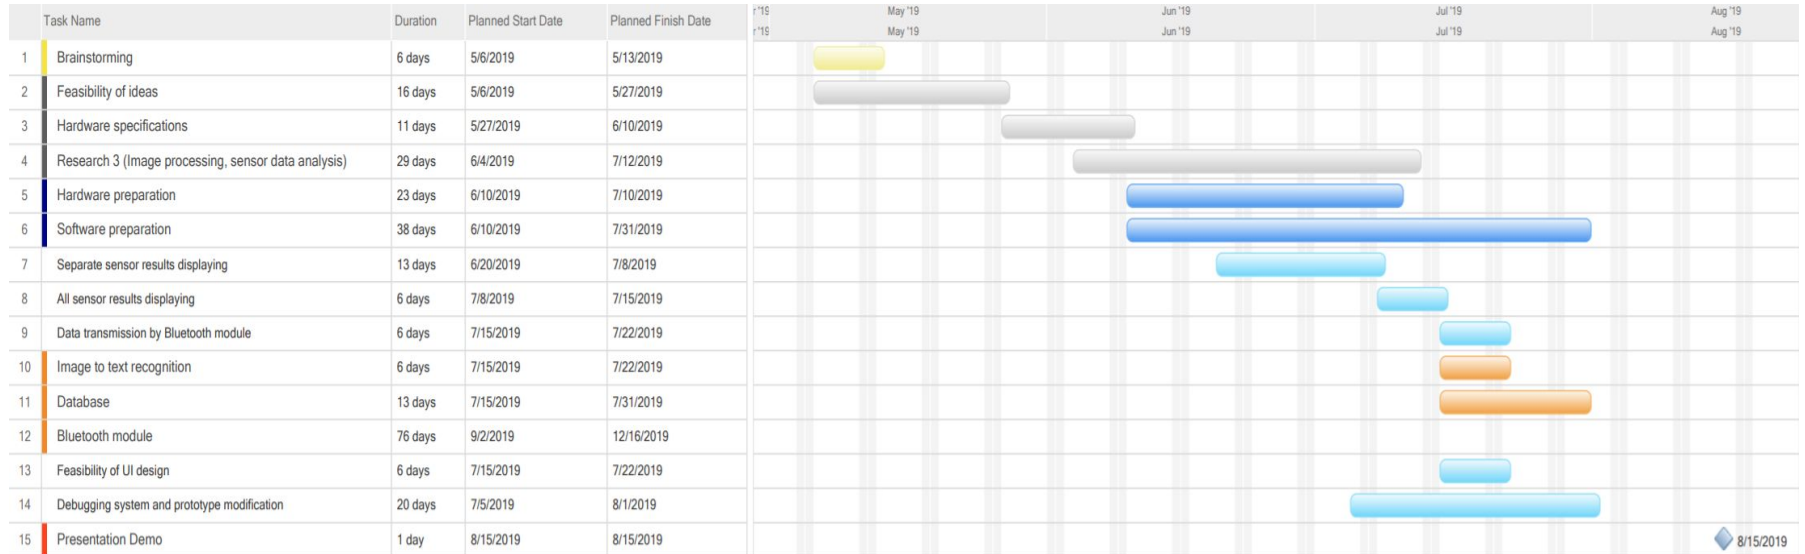 Task Name Duration Planned Start Date Planned Finish Date r '19 May '19 Jun '19 Jul '19 Aug '19
r '19 May '19 Jun '19 Jul '19 Aug '19
1 Brainstorming 6 days 5/6/2019 5/13/2019
2 Feasibility of ideas 16 days 5/6/2019 5/27/2019
3 Hardware specifications 11 days 5/27/2019 6/10/2019
4 Research 3 (Image processing, sensor data analysis) 29 days 6/4/2019 7/12/2019
5 Hardware preparation 23 days 6/10/2019 7/10/2019
6 Software preparation 38 days 6/10/2019 7/31/2019
7 Separate sensor results displaying 13 days 6/20/2019 7/8/2019
8 All sensor results displaying 6 days 7/8/2019 7/15/2019
9 Data transmission by Bluetooth module 6 days 7/15/2019 7/22/2019
10 Image to text recognition 6 days 7/15/2019 7/22/2019
11 Database 13 days 7/15/2019 7/31/2019
12 Bluetooth module 76 days 9/2/2019 12/16/2019
13 Feasibility of UI design 6 days 7/15/2019 7/22/2019
14 Debugging system and prototype modification 20 days 7/5/2019 8/1/2019
15 Presentation Demo 1 day 8/15/2019 8/15/2019 8/15/2019